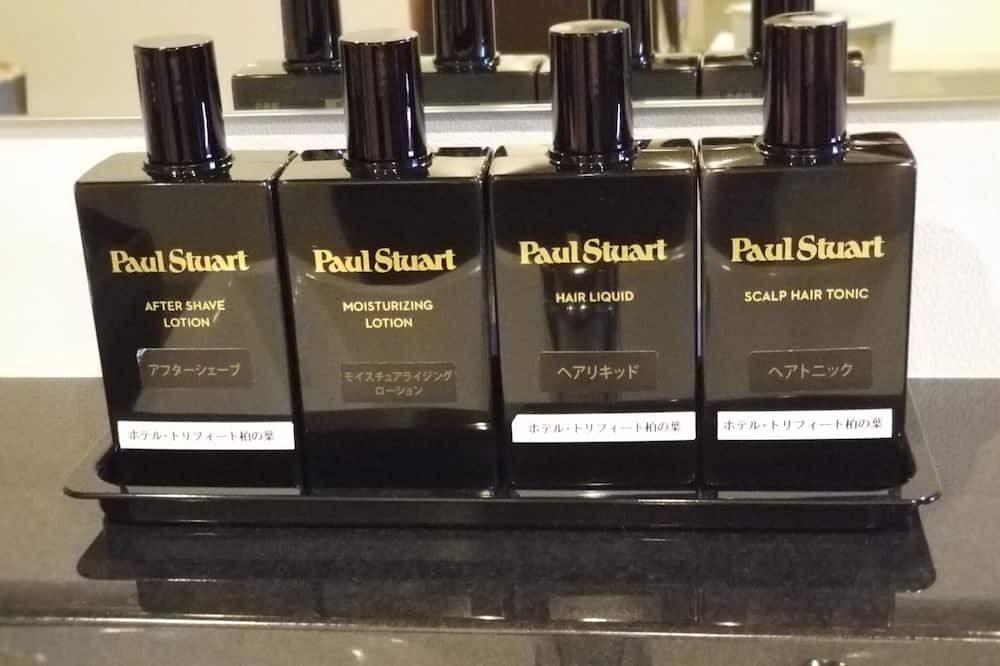 Paul Stuart
AFTER SHAVE
LOTION
アフターシェーブ
ホテル・トリフィート柏の葉
Paul Stuart
MOISTURIZING
LOTION
モイスチュアライジング
ローション
Paul Stuart
HAIR LIQUID
ヘアリキッド
ホテル・トリフィート柏の葉
Paul Stuart
SCALP HAIR TONIC
ヘアトニック
ホテル・トリフィート柏の葉